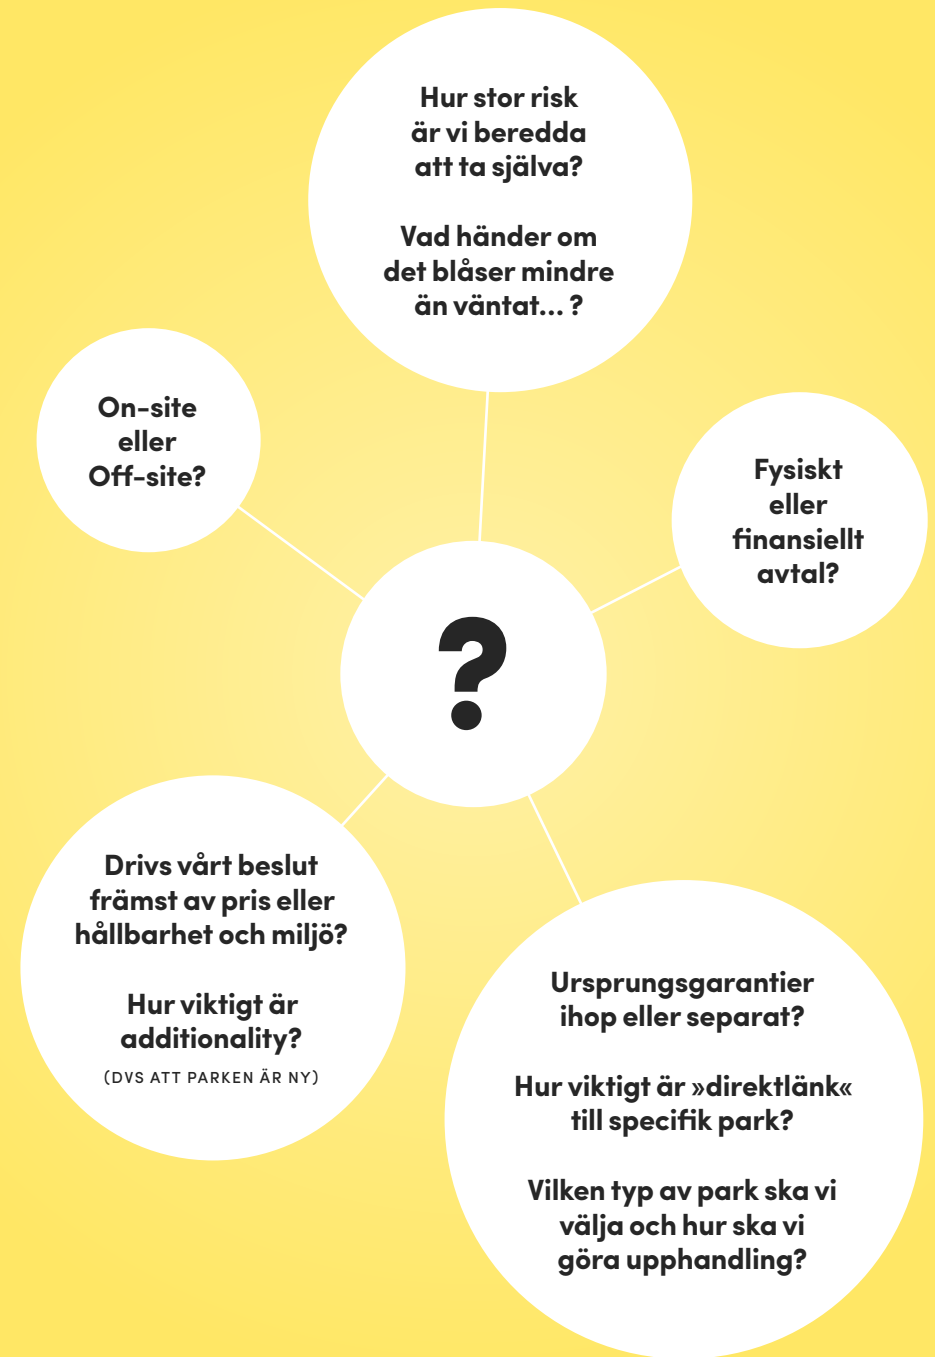 Hur stor risk
är vi beredda
att ta själva?
Vad händer om
det blåser mindre
än väntat... ?
On-site
eller
Off-site?
Fysiskt
eller
finansiellt
avtal?
?
Drivs vårt beslut
främst av pris eller
hållbarhet och miljö?
Hur viktigt är
additionality?
(DVS ATT PARKEN ÄR NY)
Ursprungsgarantier
ihop eller separat?
Hur viktigt är »direktlänk«
till specifik park?
Vilken typ av park ska vi
välja och hur ska vi
göra upphandling?